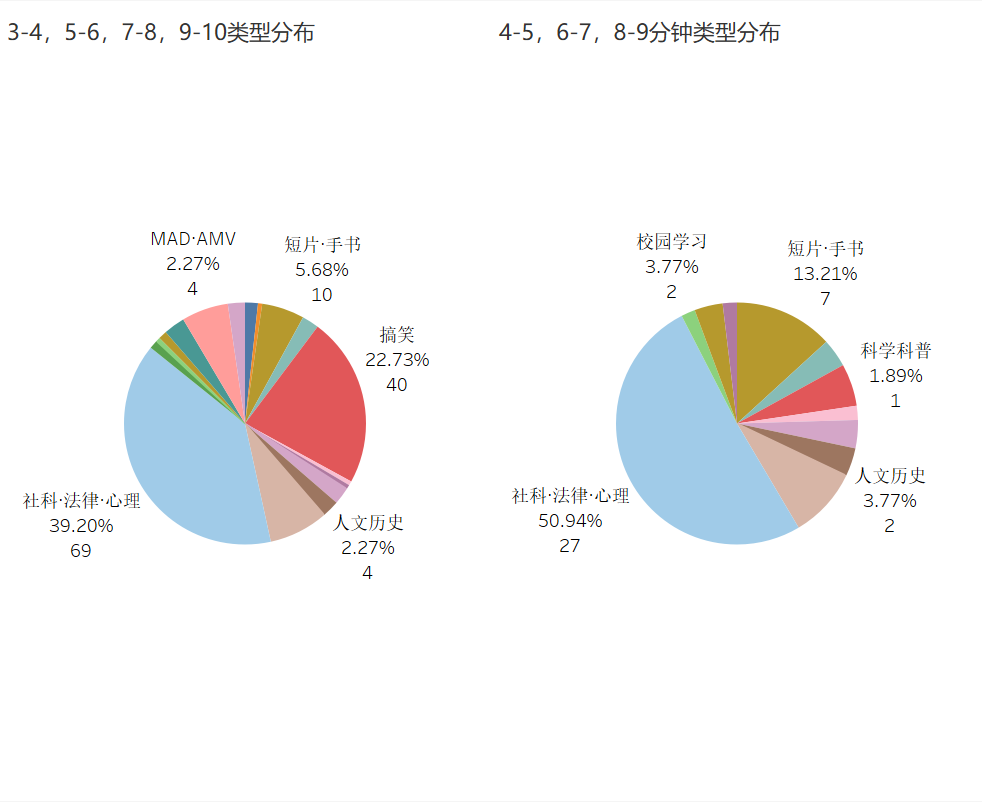 3-4，5-6，7-8，9-10类型分布
MAD·AMV
2.27%
4
短片·手书
5.68%
10
搞笑
22.73%
40
社科·法律·心理
39.20%
69
人文历史
2.27%
4
4-5，6-7，8-9分钟类型分布
校园学习
3.77%
2
短片·手书
13.21%
7
科学科普
1.89%
1
人文历史
3.77%
2
社科·法律·心理
50.94%
27